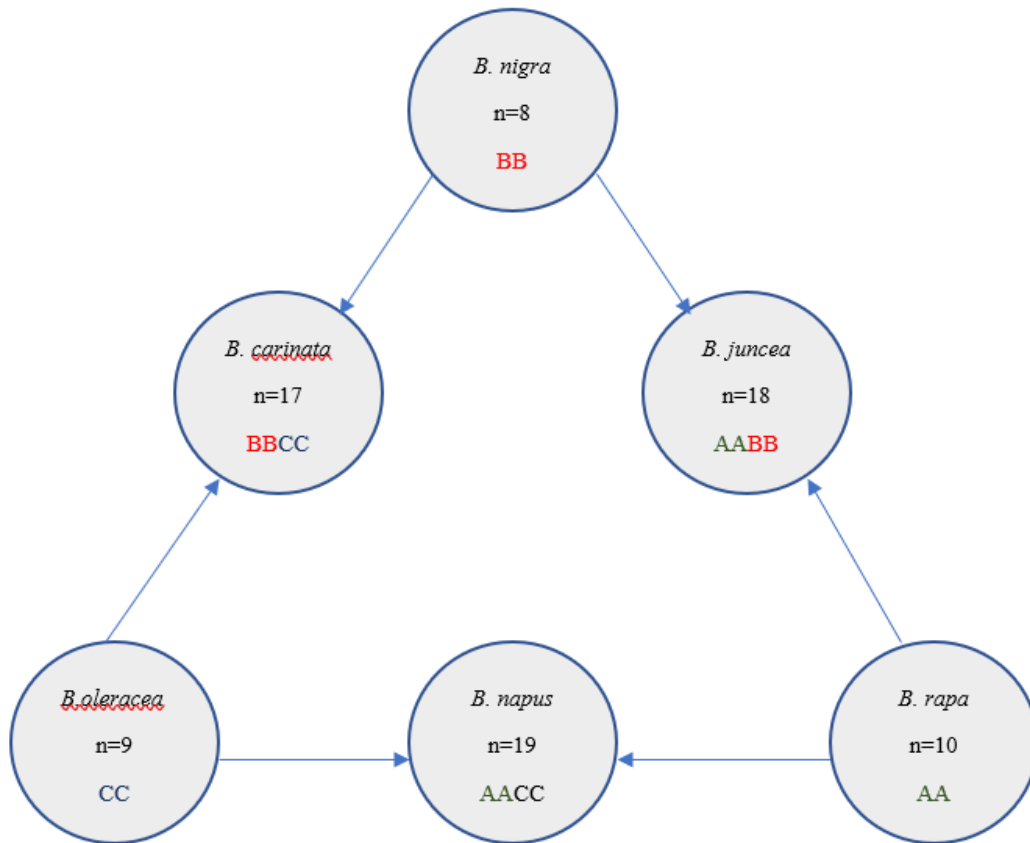 B. nigra
n=8
BB
B. carinata
n=17
BBCC
B. juncea
n=18
AABB
B.oleracea
n=9
CC
B. napus
n=19
AACC
B. rapa
n=10
AA